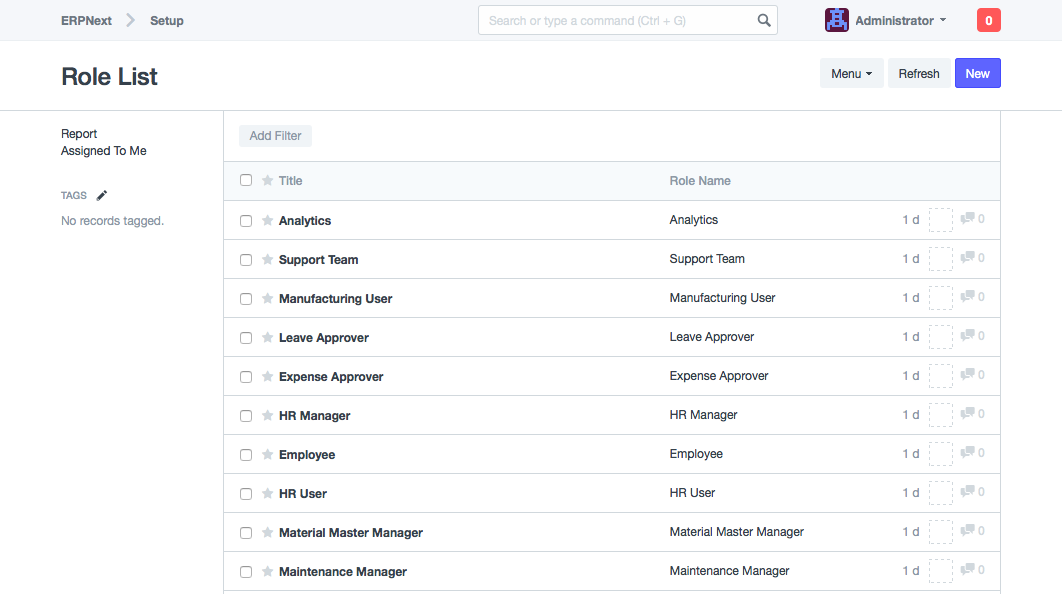 ERPNext Setup Search or type a command (Ctrl + G) Administrator 0
Role List Menu Refresh New
Report
Assigned To Me
TAGS
No records tagged.
Add Filter
Title Role Name
Analytics Analytics 1 d 0
Support Team Support Team 1 d 0
Manufacturing User Manufacturing User 1 d 0
Leave Approver Leave Approver 1 d 0
Expense Approver Expense Approver 1 d 0
HR Manager HR Manager 1 d 0
Employee Employee 1 d 0
HR User HR User 1 d 0
Material Master Manager Material Master Manager 1 d 0
Maintenance Manager Maintenance Manager 1 d 0